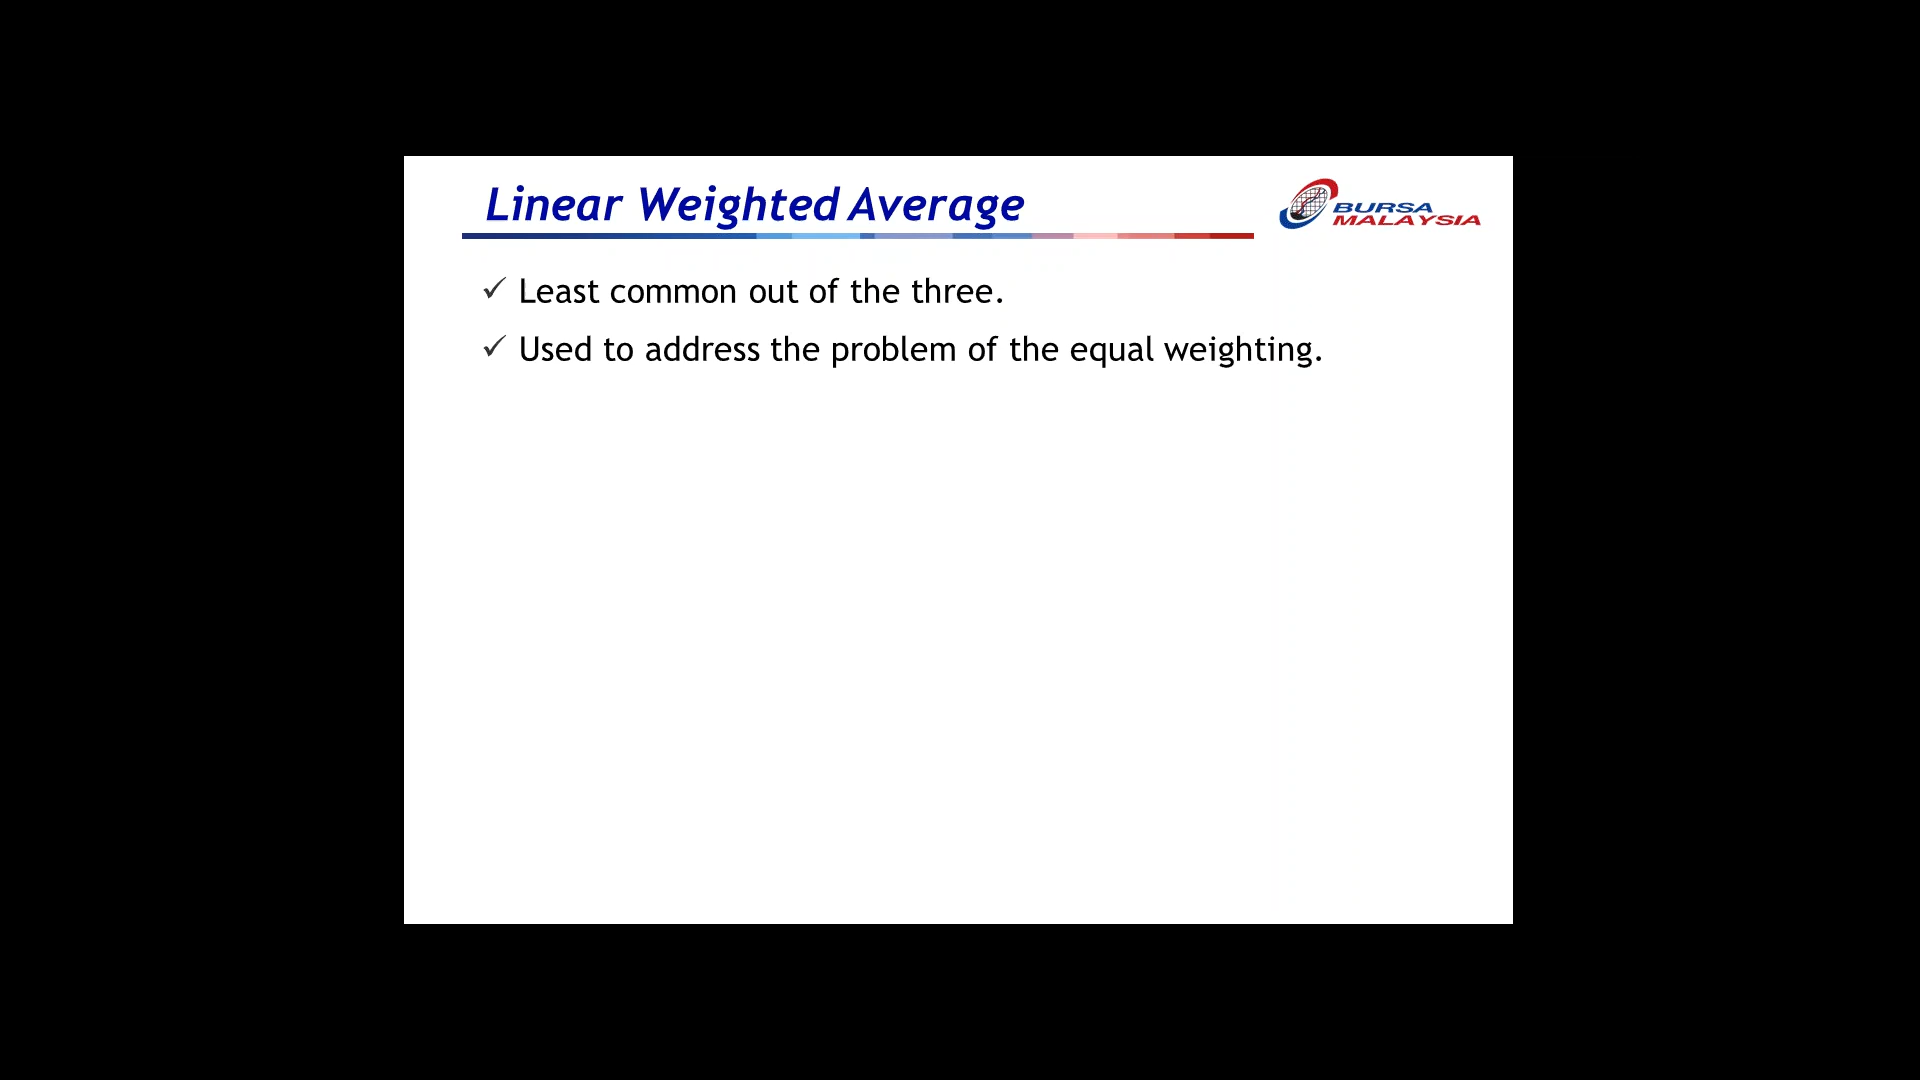 Linear Weighted Average
BURSA
MALAYSIA
✓ Least common out of the three.
✓ Used to address the problem of the equal weighting.